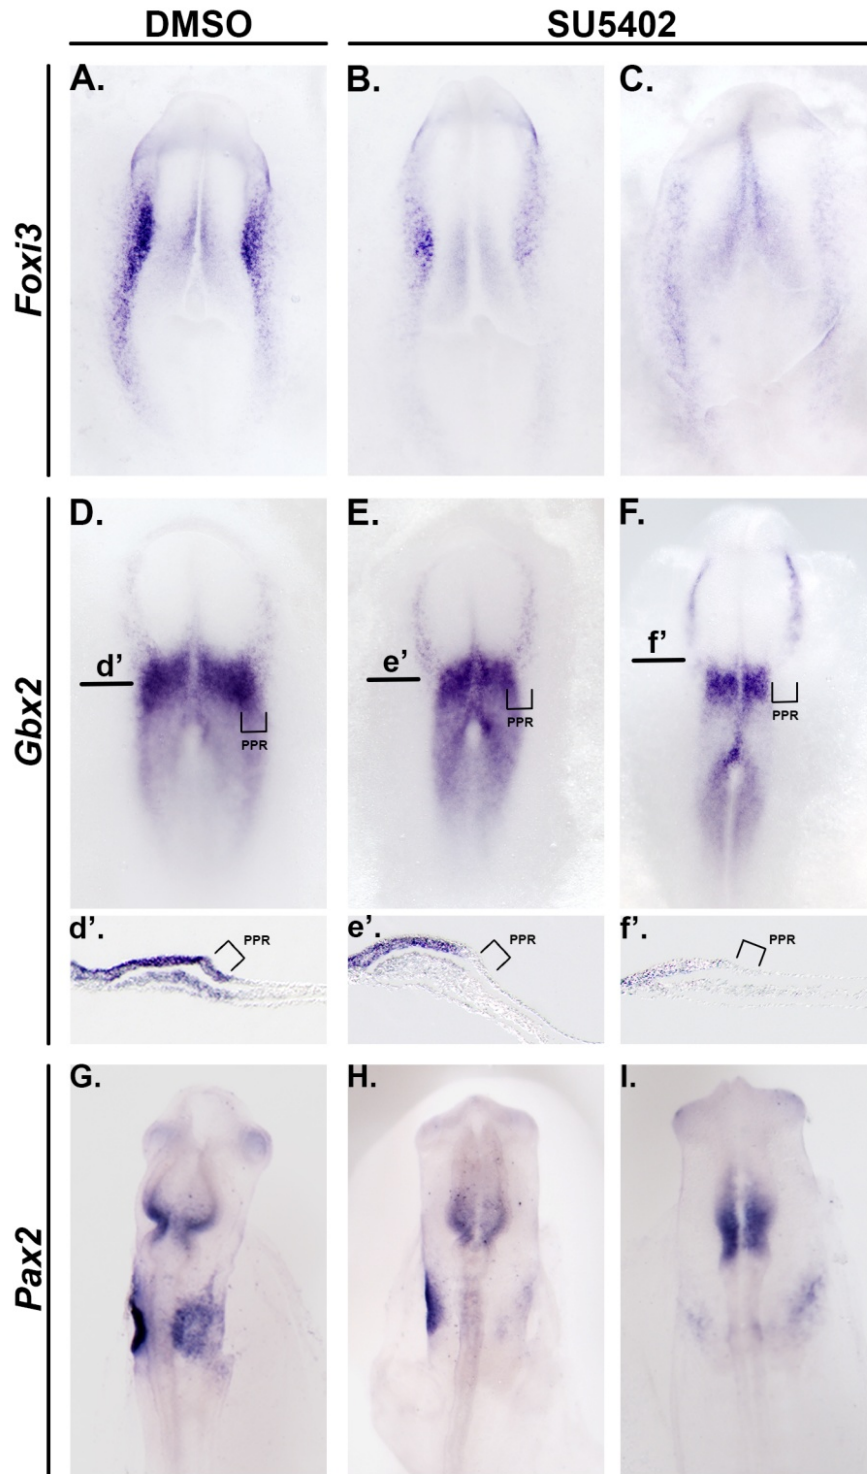 DMSO
SU5402
A.
B.
C.
Foxi3
D.
E.
F.
d’
e’
f’
PPR
PPR
PPR
Gbx2
d’.
PPR
e’.
PPR
f’.
PPR
G.
H.
I.
Pax2